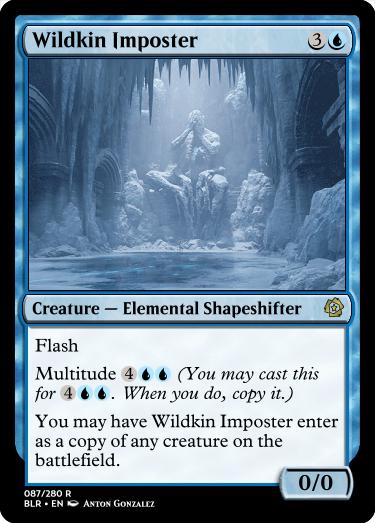 Wildkin Imposter 3
Creature — Elemental Shapeshifter
Flash
Multitude 4 (You may cast this
for 4 . When you do, copy it.)
You may have Wildkin Imposter enter
as a copy of any creature on the
battlefield.
0/0
087/280 R
BLR • EN Anton Gonzalez